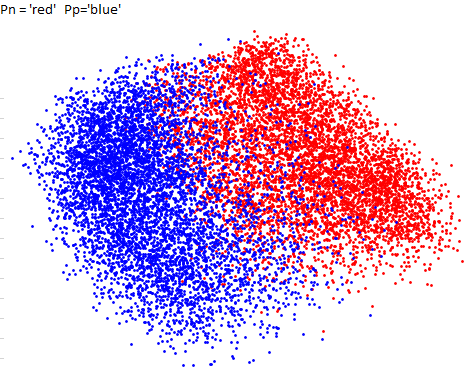 Pn = 'red'  Pp='blue'